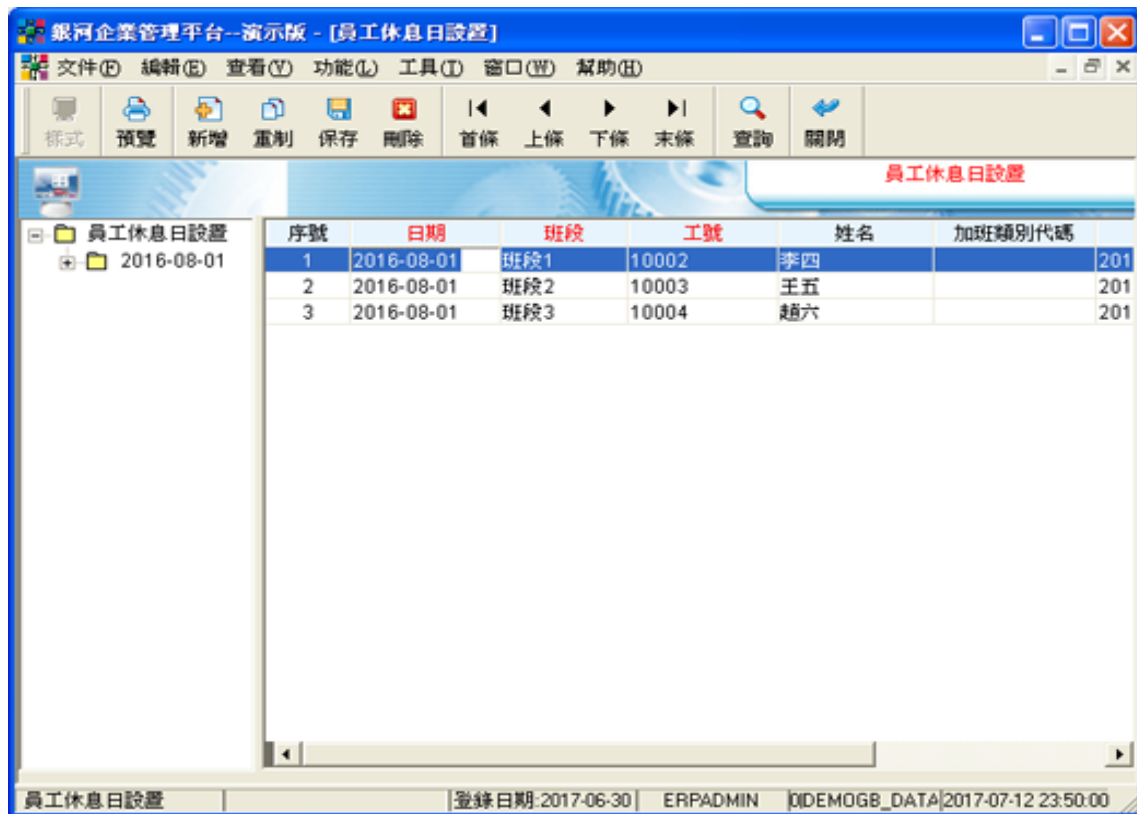 銀河企業管理平台--演示版 - [員工休息日設置]
文件(F) 編輯(E) 查看(V) 功能(L) 工具(T) 窗口(W) 幫助(H)
樣式 預覽 新增 重制 保存 刪除 首條 上條 下條 末條 查詢 關閉
員工休息日設置
員工休息日設置
2016-08-01
序號 日期 班段 工號 姓名 加班類別代碼
1 2016-08-01 班段1 10002 李四 201
2 2016-08-01 班段2 10003 王五 201
3 2016-08-01 班段3 10004 趙六 201
員工休息日設置 登錄日期:2017-06-30 ERPADMIN 0|DEMOGB_DATA 2017-07-12 23:50:00